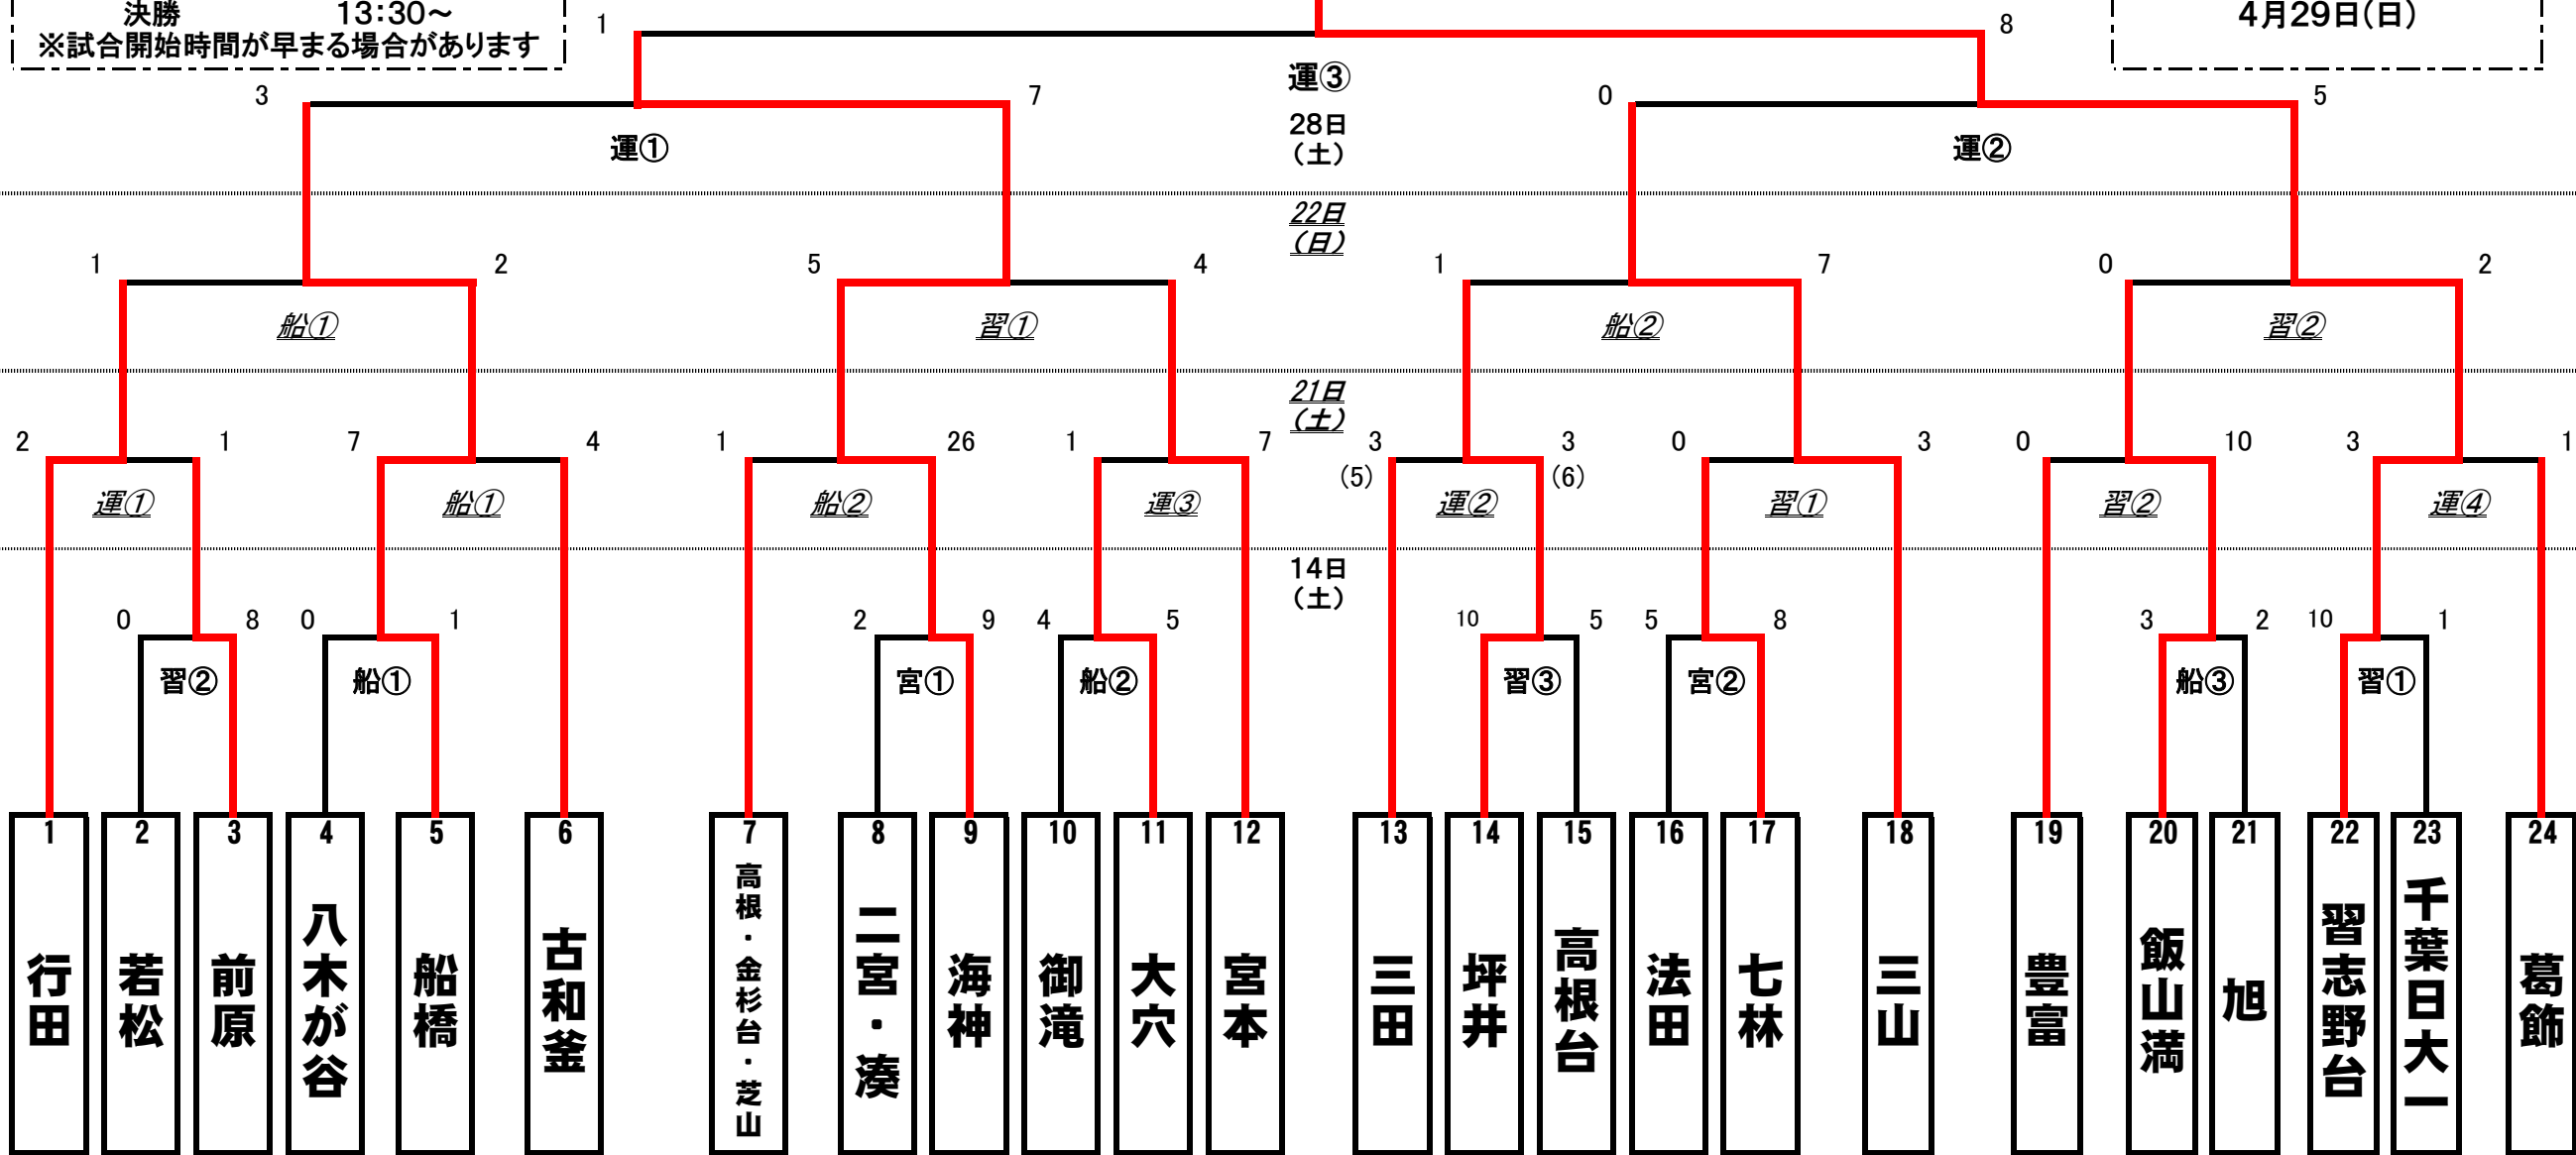 決勝 13:30～
※試合開始時間が早まる場合があります
4月29日(日)
1 8
運③
3 7 0 5
28日
(土)
運① 運②
22日
(日)
1 2 5 4 1 7 0 2
船① 習① 船② 習②
21日
(土)
2 1 7 4 1 26 1 7 3 3 0 3 0 10 3 1
(5) (6)
運① 船① 船② 運③ 運② 習① 習② 運④
14日
(土)
0 8 0 1 2 9 4 5 10 5 5 8 3 2 10 1
習② 船① 宮① 船② 習③ 宮② 船③ 習①
1 2 3 4 5 6 7 8 9 10 11 12 13 14 15 16 17 18 19 20 21 22 23 24
行田
若松
前原
八木が谷
船橋
古和釜
高根・金杉台・芝山
二宮・湊
海神
御滝
大穴
宮本
三田
坪井
高根台
法田
七林
三山
豊富
飯山満
旭
習志野台
千葉日大一
葛飾